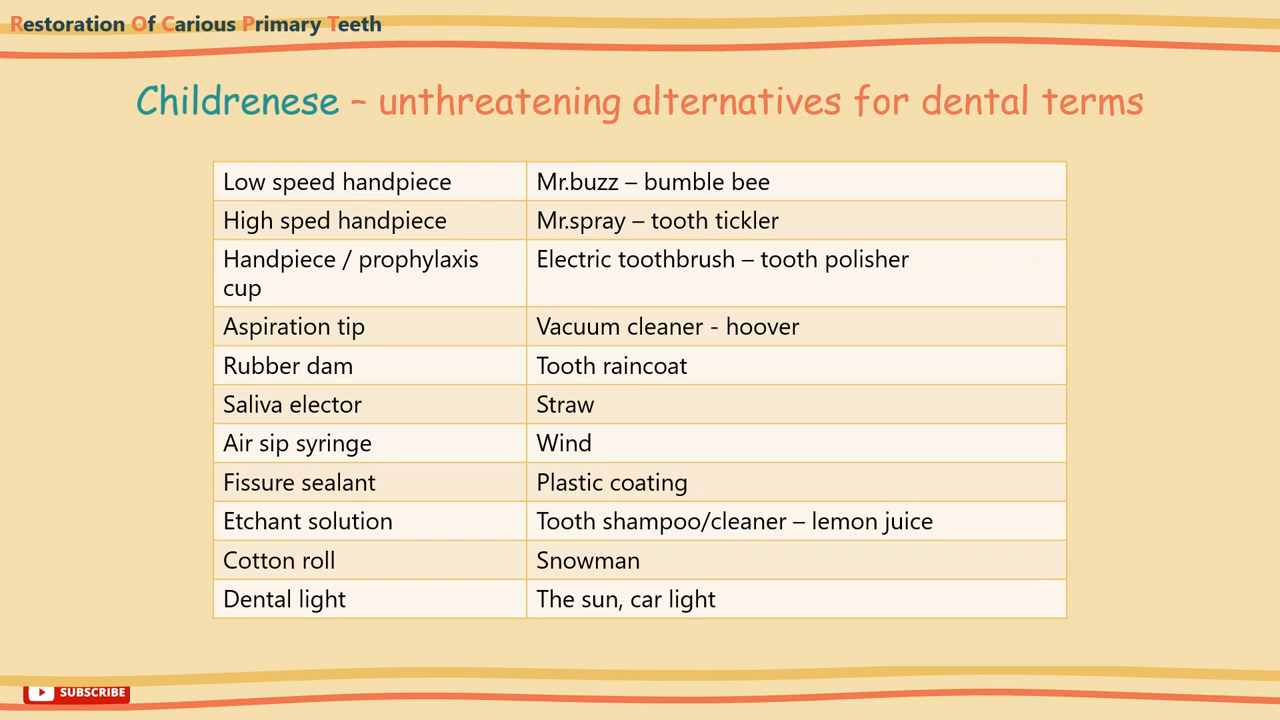 Restoration Of Carious Primary Teeth
Childrenese – unthreatening alternatives for dental terms
Low speed handpiece Mr.buzz – bumble bee
High sped handpiece Mr.spray – tooth tickler
Handpiece / prophylaxis cup Electric toothbrush – tooth polisher
Aspiration tip Vacuum cleaner - hoover
Rubber dam Tooth raincoat
Saliva elector Straw
Air sip syringe Wind
Fissure sealant Plastic coating
Etchant solution Tooth shampoo/cleaner – lemon juice
Cotton roll Snowman
Dental light The sun, car light
SUBSCRIBE